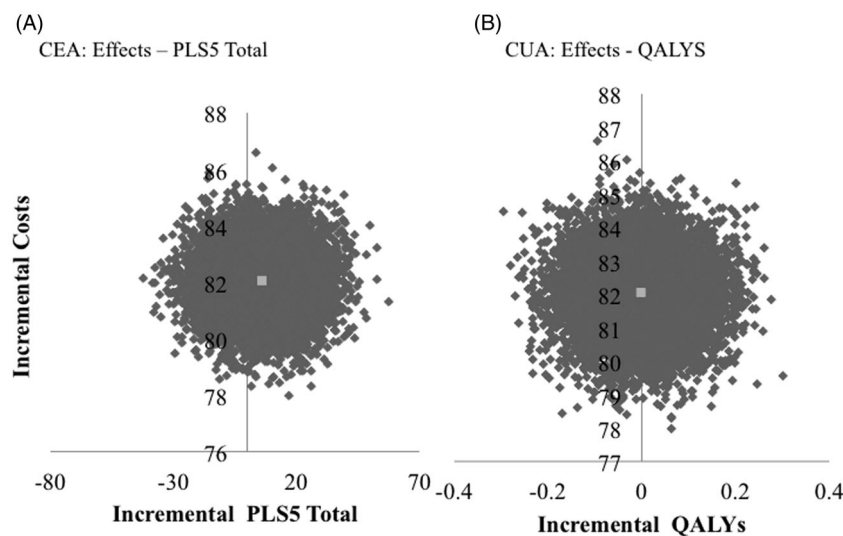 (A)
CEA: Effects – PLS5 Total
88
86
84
82
80
78
76
-80 -30 20 70
Incremental Costs
Incremental PLS5 Total
(B)
CUA: Effects - QALYS
88
87
86
85
84
83
82
81
80
79
78
77
-0.4 -0.2 0 0.2 0.4
Incremental QALYs